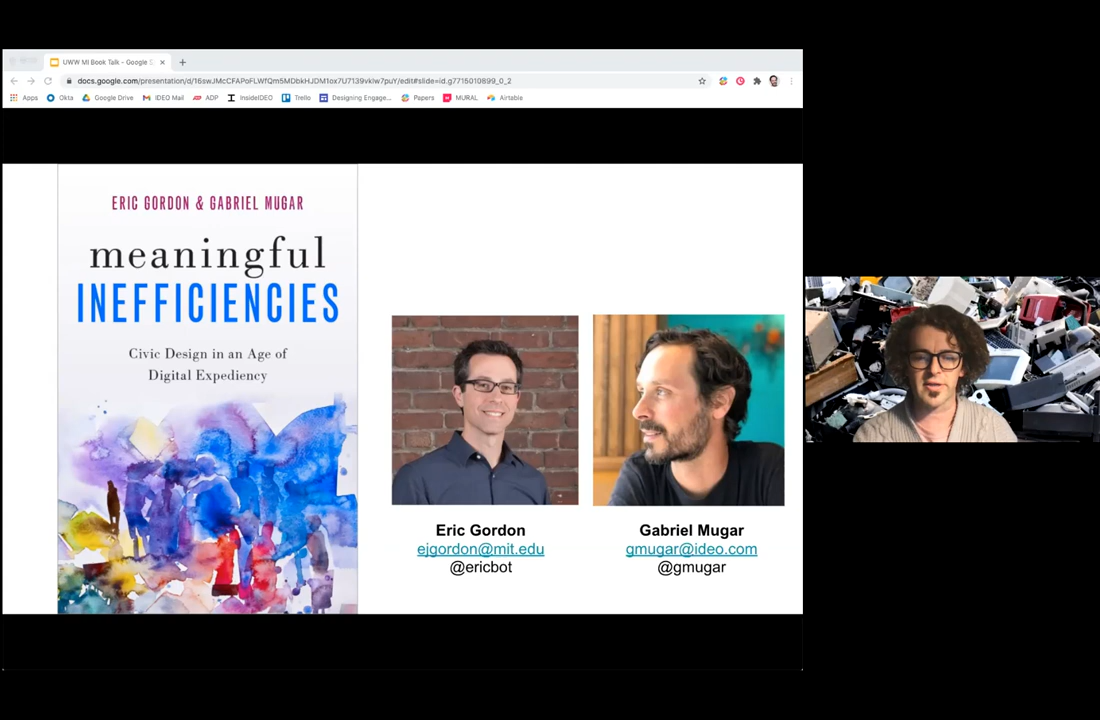 UWW MI Book Talk - Google S
docs.google.com/presentation/d/16swJMcCFAPoFLWfQm5MDbkHJDM1ox7U7139vkiw7puY/edit#slide=id.g7715010899_0_2
Apps Okta Google Drive IDEO Mail ADP InsideIDEO Trello Designing Engage... Papers MURAL Airtable
ERIC GORDON & GABRIEL MUGAR
meaningful
INEFFICIENCIES
Civic Design in an Age of
Digital Expediency
Eric Gordon
ejgordon@mit.edu
@ericbot
Gabriel Mugar
gmugar@ideo.com
@gmugar